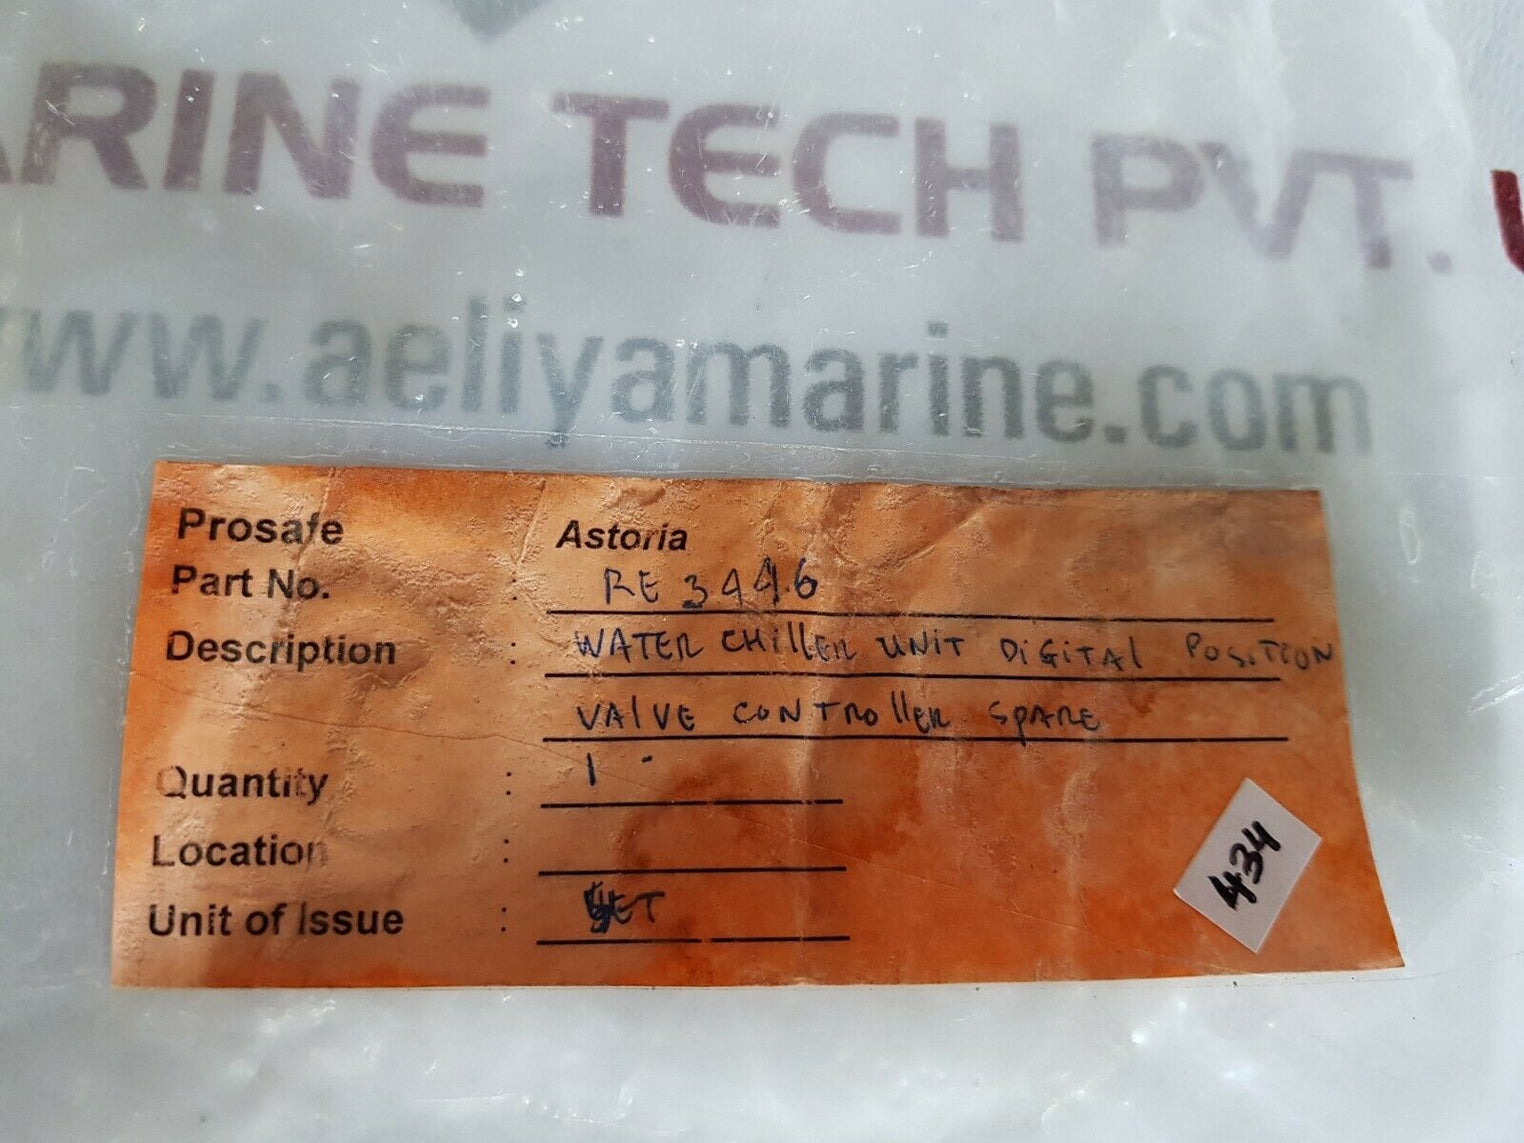 ARINE TECH PVT.
www.aeliyamarine.com
Prosafe Astoria
Part No. : RE 3446
Description : WATER CHILLER UNIT DIGITAL POSITION
VALVE CONTROLLER SPARE
Quantity : 1
Location :
Unit of Issue : SET
434